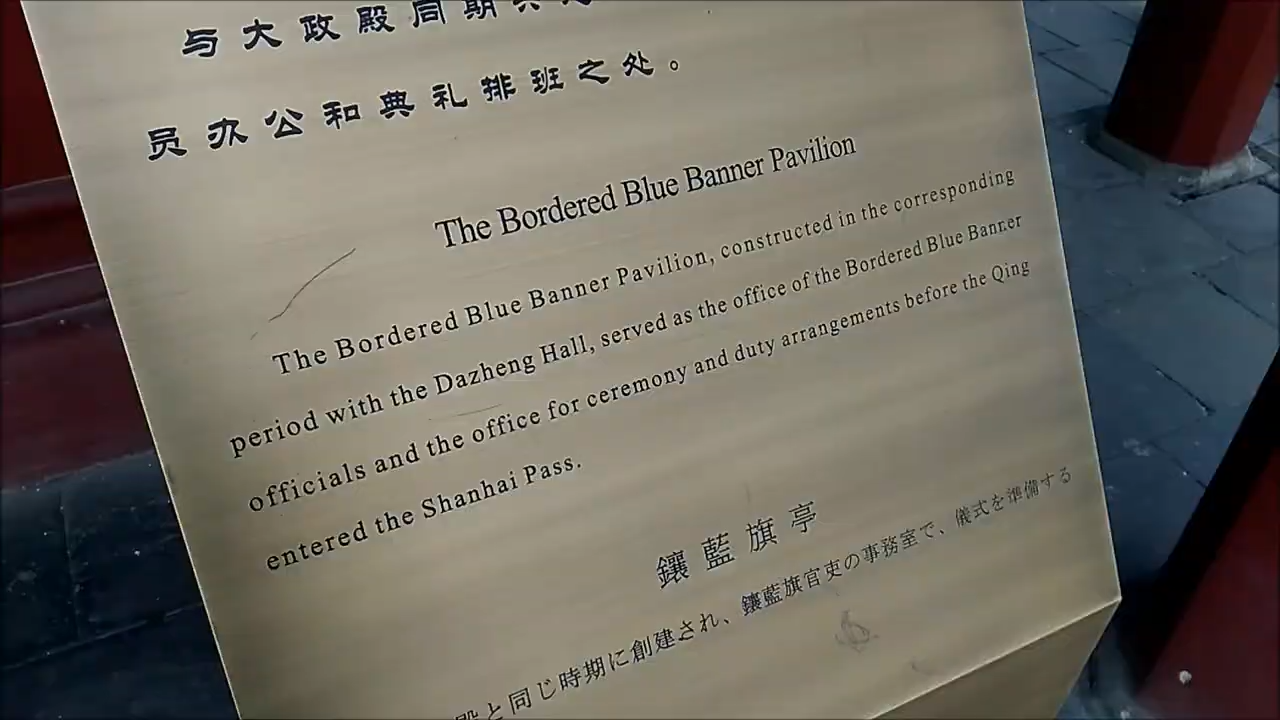 与大政殿同期
员办公和典礼排班之处。
The Bordered Blue Banner Pavilion
The Bordered Blue Banner Pavilion, constructed in the corresponding
period with the Dazheng Hall, served as the office of the Bordered Blue Banner
officials and the office for ceremony and duty arrangements before the Qing
entered the Shanhai Pass.
鑲藍旗亭
殿と同じ時期に創建され、鑲藍旗官吏の事務室で、儀式を準備する